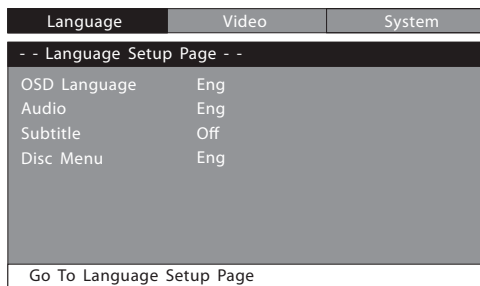 Language Video System
- - Language Setup Page - -
OSD Language Eng
Audio Eng
Subtitle Off
Disc Menu Eng
Go To Language Setup Page